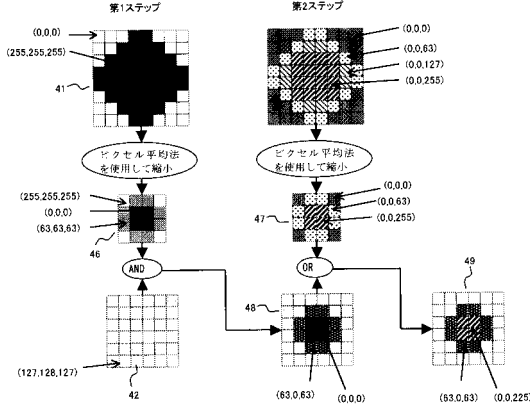 第1ステップ
第2ステップ
(0,0,0)
(255,255,255)
41
(0,0,0)
(0,0,63)
(0,0,127)
(0,0,255)
ピクセル平均法
を使用して縮小
ピクセル平均法
を使用して縮小
(255,255,255)
(0,0,0)
(63,63,63)
46
(0,0,0)
(0,0,63)
(0,0,255)
47
AND
OR
49
48
(127,128,127)
42
(63,0,63)
(0,0,0)
(63,0,63)
(0,0,225)